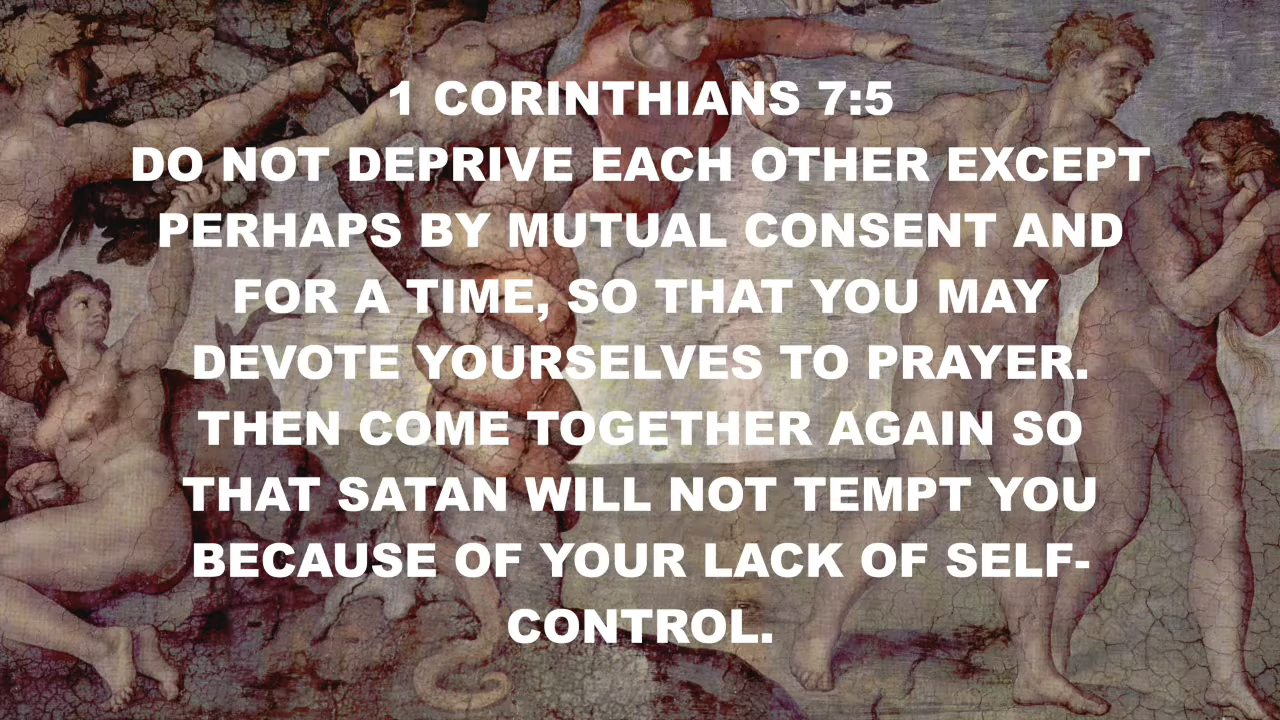 1 CORINTHIANS 7:5
DO NOT DEPRIVE EACH OTHER EXCEPT
PERHAPS BY MUTUAL CONSENT AND
FOR A TIME, SO THAT YOU MAY
DEVOTE YOURSELVES TO PRAYER.
THEN COME TOGETHER AGAIN SO
THAT SATAN WILL NOT TEMPT YOU
BECAUSE OF YOUR LACK OF SELF-
CONTROL.